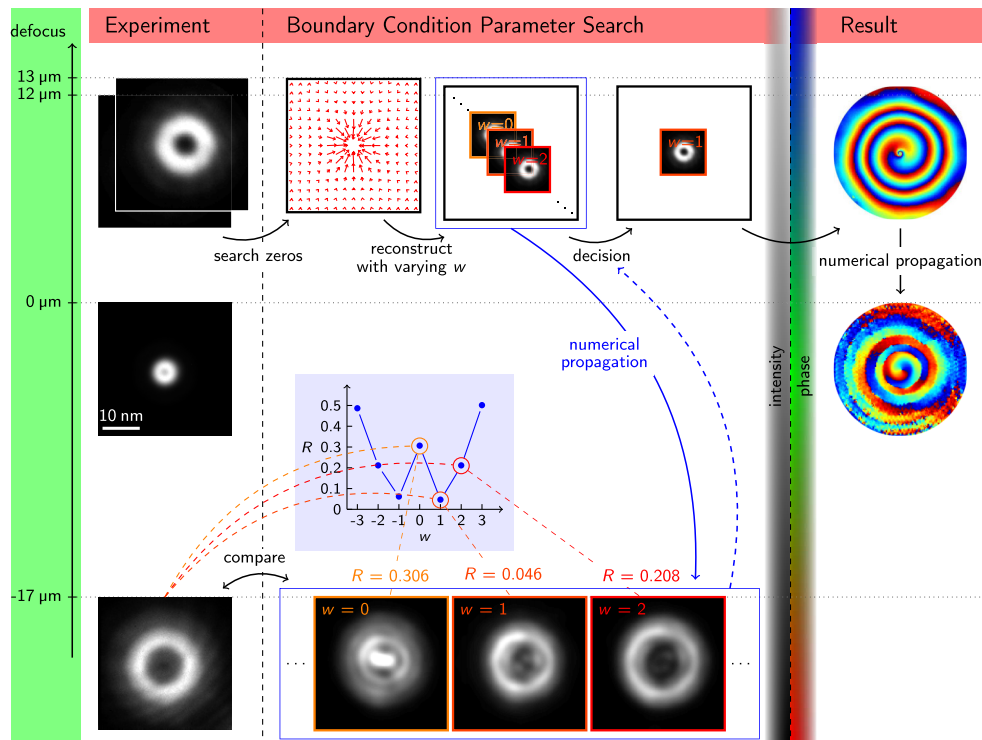 defocus
Experiment
Boundary Condition Parameter Search
Result
13 µm
12 µm
w=0
w=1
w=2
w=1
search zeros
reconstruct
with varying w
decision
numerical propagation
0 µm
10 nm
numerical
propagation
intensity
phase
0.5
0.4
0.3
0.2
0.1
0
R
-3 -2 -1 0 1 2 3
w
compare
R = 0.306
R = 0.046
R = 0.208
-17 µm
w = 0
w = 1
w = 2
...
...